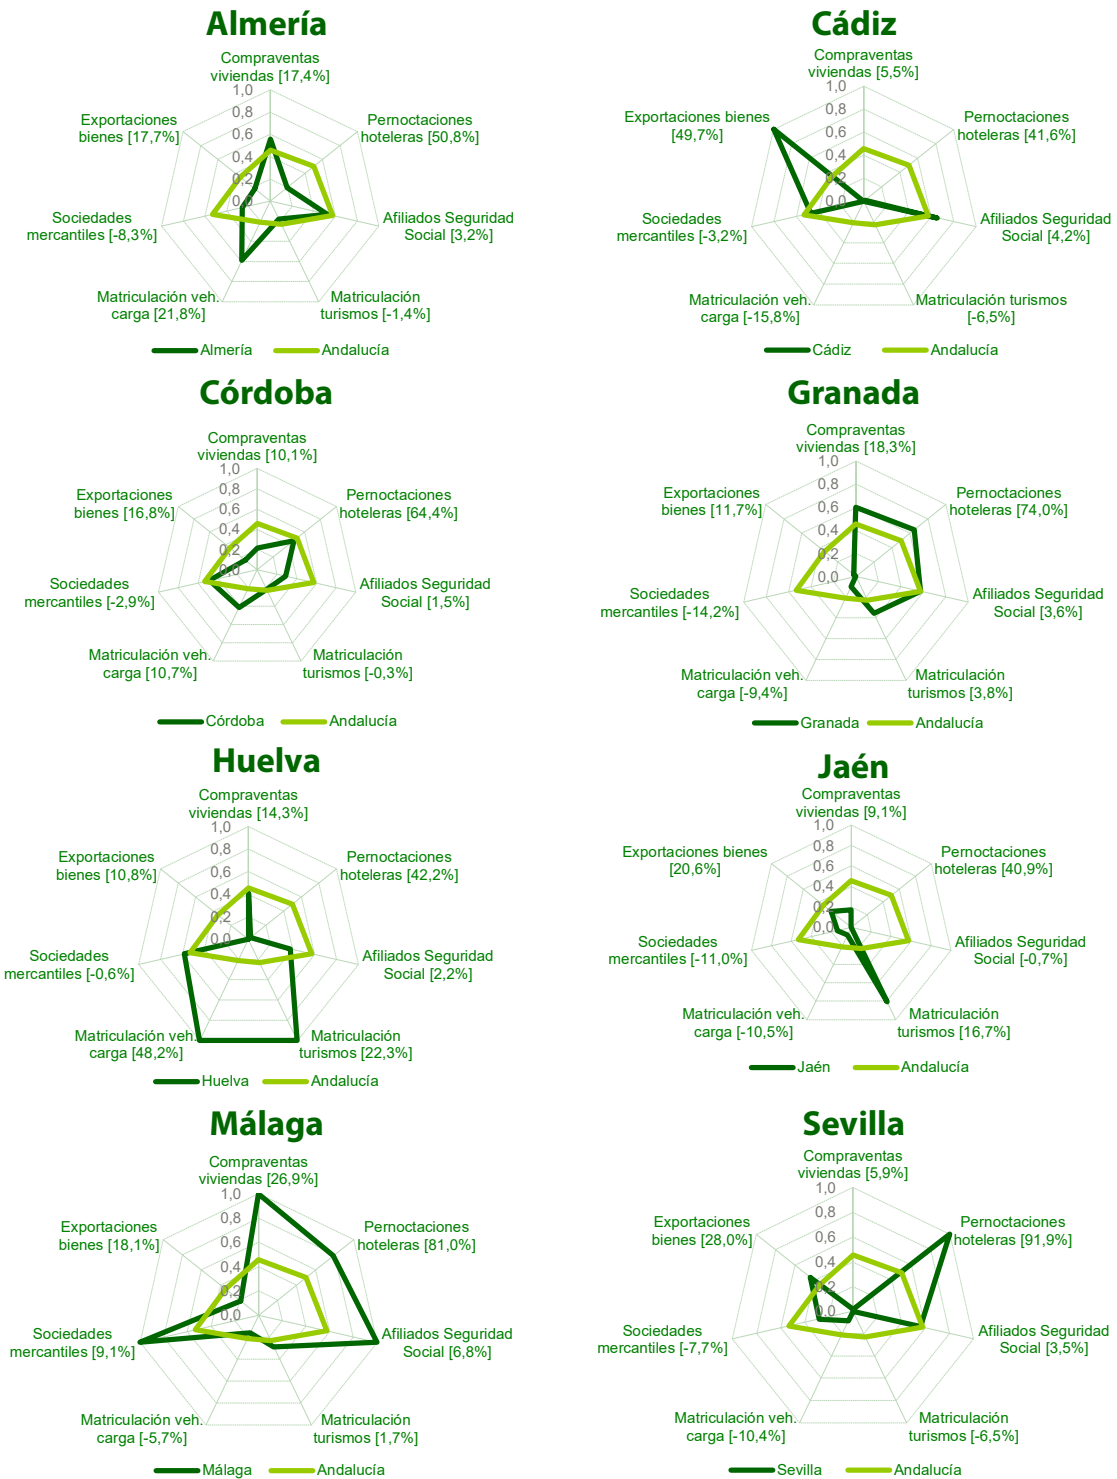 Almería
Compraventas
viviendas [17,4%]
1,0
0,8
0,6
0,4
0,2
0,0
Exportaciones
bienes [17,7%]
Pernoctaciones
hoteleras [50,8%]
Sociedades
mercantiles [-8,3%]
Afiliados Seguridad
Social [3,2%]
Matriculación veh.
carga [21,8%]
Matriculación
turismos [-1,4%]
Almería
Andalucía
Cádiz
Compraventas
viviendas [5,5%]
1,0
0,8
0,6
0,4
0,2
0,0
Exportaciones bienes
[49,7%]
Pernoctaciones
hoteleras [41,6%]
Sociedades
mercantiles [-3,2%]
Afiliados Seguridad
Social [4,2%]
Matriculación veh.
carga [-15,8%]
Matriculación turismos
[-6,5%]
Cádiz
Andalucía
Córdoba
Compraventas
viviendas [10,1%]
1,0
0,8
0,6
0,4
0,2
0,0
Exportaciones
bienes [16,8%]
Pernoctaciones
hoteleras [64,4%]
Sociedades
mercantiles [-2,9%]
Afiliados Seguridad
Social [1,5%]
Matriculación veh.
carga [10,7%]
Matriculación
turismos [-0,3%]
Córdoba
Andalucía
Granada
Compraventas
viviendas [18,3%]
1,0
0,8
0,6
0,4
0,2
0,0
Exportaciones
bienes [11,7%]
Pernoctaciones
hoteleras [74,0%]
Sociedades
mercantiles [-14,2%]
Afiliados Seguridad
Social [3,6%]
Matriculación veh.
carga [-9,4%]
Matriculación
turismos [3,8%]
Granada
Andalucía
Huelva
Compraventas
viviendas [14,3%]
1,0
0,8
0,6
0,4
0,2
0,0
Exportaciones
bienes [10,8%]
Pernoctaciones
hoteleras [42,2%]
Sociedades
mercantiles [-0,6%]
Afiliados Seguridad
Social [2,2%]
Matriculación veh.
carga [48,2%]
Matriculación
turismos [22,3%]
Huelva
Andalucía
Jaén
Compraventas
viviendas [9,1%]
1,0
0,8
0,6
0,4
0,2
0,0
Exportaciones bienes
[20,6%]
Pernoctaciones
hoteleras [40,9%]
Sociedades
mercantiles [-11,0%]
Afiliados Seguridad
Social [-0,7%]
Matriculación veh.
carga [-10,5%]
Matriculación
turismos [16,7%]
Jaén
Andalucía
Málaga
Compraventas
viviendas [26,9%]
1,0
0,8
0,6
0,4
0,2
0,0
Exportaciones
bienes [18,1%]
Pernoctaciones
hoteleras [81,0%]
Sociedades
mercantiles [9,1%]
Afiliados Seguridad
Social [6,8%]
Matriculación veh.
carga [-5,7%]
Matriculación
turismos [1,7%]
Málaga
Andalucía
Sevilla
Compraventas
viviendas [5,9%]
1,0
0,8
0,6
0,4
0,2
0,0
Exportaciones
bienes [28,0%]
Pernoctaciones
hoteleras [91,9%]
Sociedades
mercantiles [-7,7%]
Afiliados Seguridad
Social [3,5%]
Matriculación veh.
carga [-10,4%]
Matriculación
turismos [-6,5%]
Sevilla
Andalucía